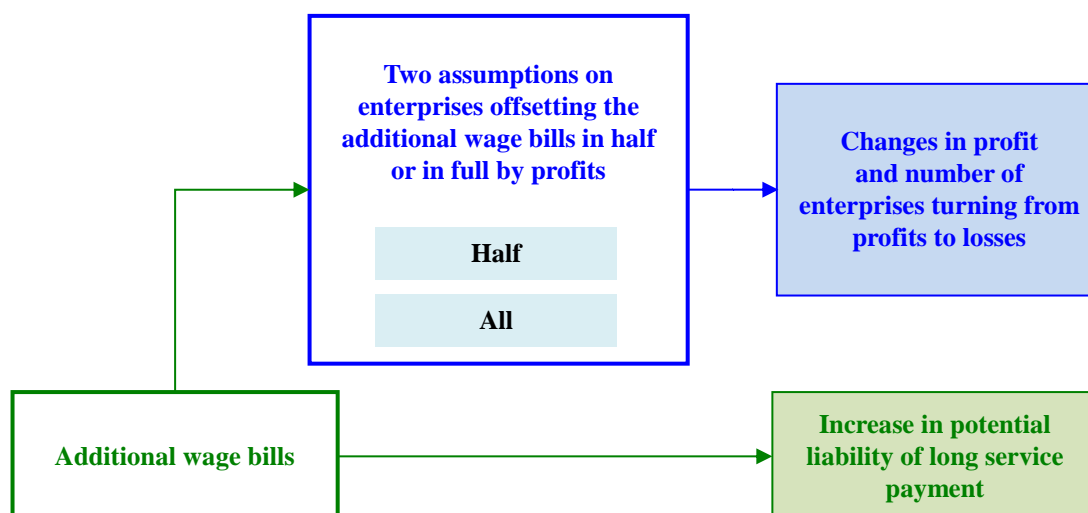 Two assumptions on
enterprises offsetting the
additional wage bills in half
or in full by profits
Half
All
Changes in profit
and number of
enterprises turning from
profits to losses
Additional wage bills
Increase in potential
liability of long service
payment